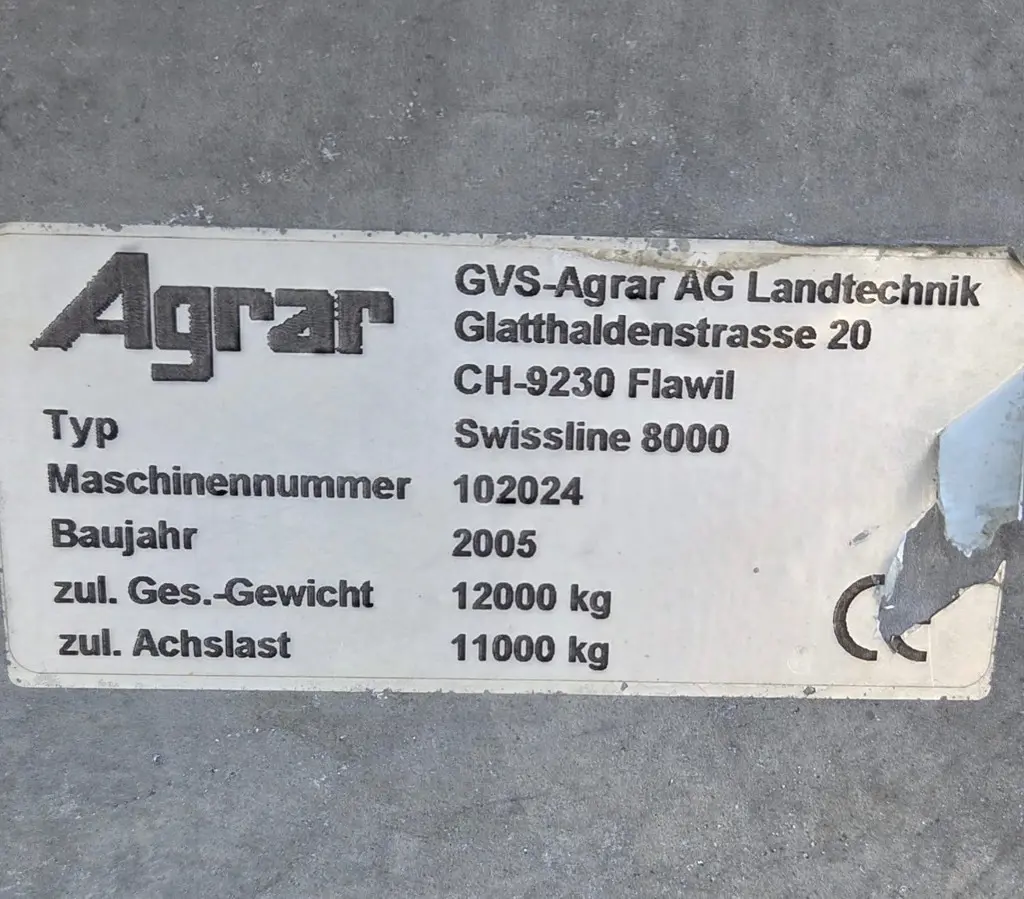 Agrar
GVS-Agrar AG Landtechnik
Glatthaldenstrasse 20
CH-9230 Flawil
Typ Swissline 8000
Maschinennummer 102024
Baujahr 2005
zul. Ges.-Gewicht 12000 kg
zul. Achslast 11000 kg
CE